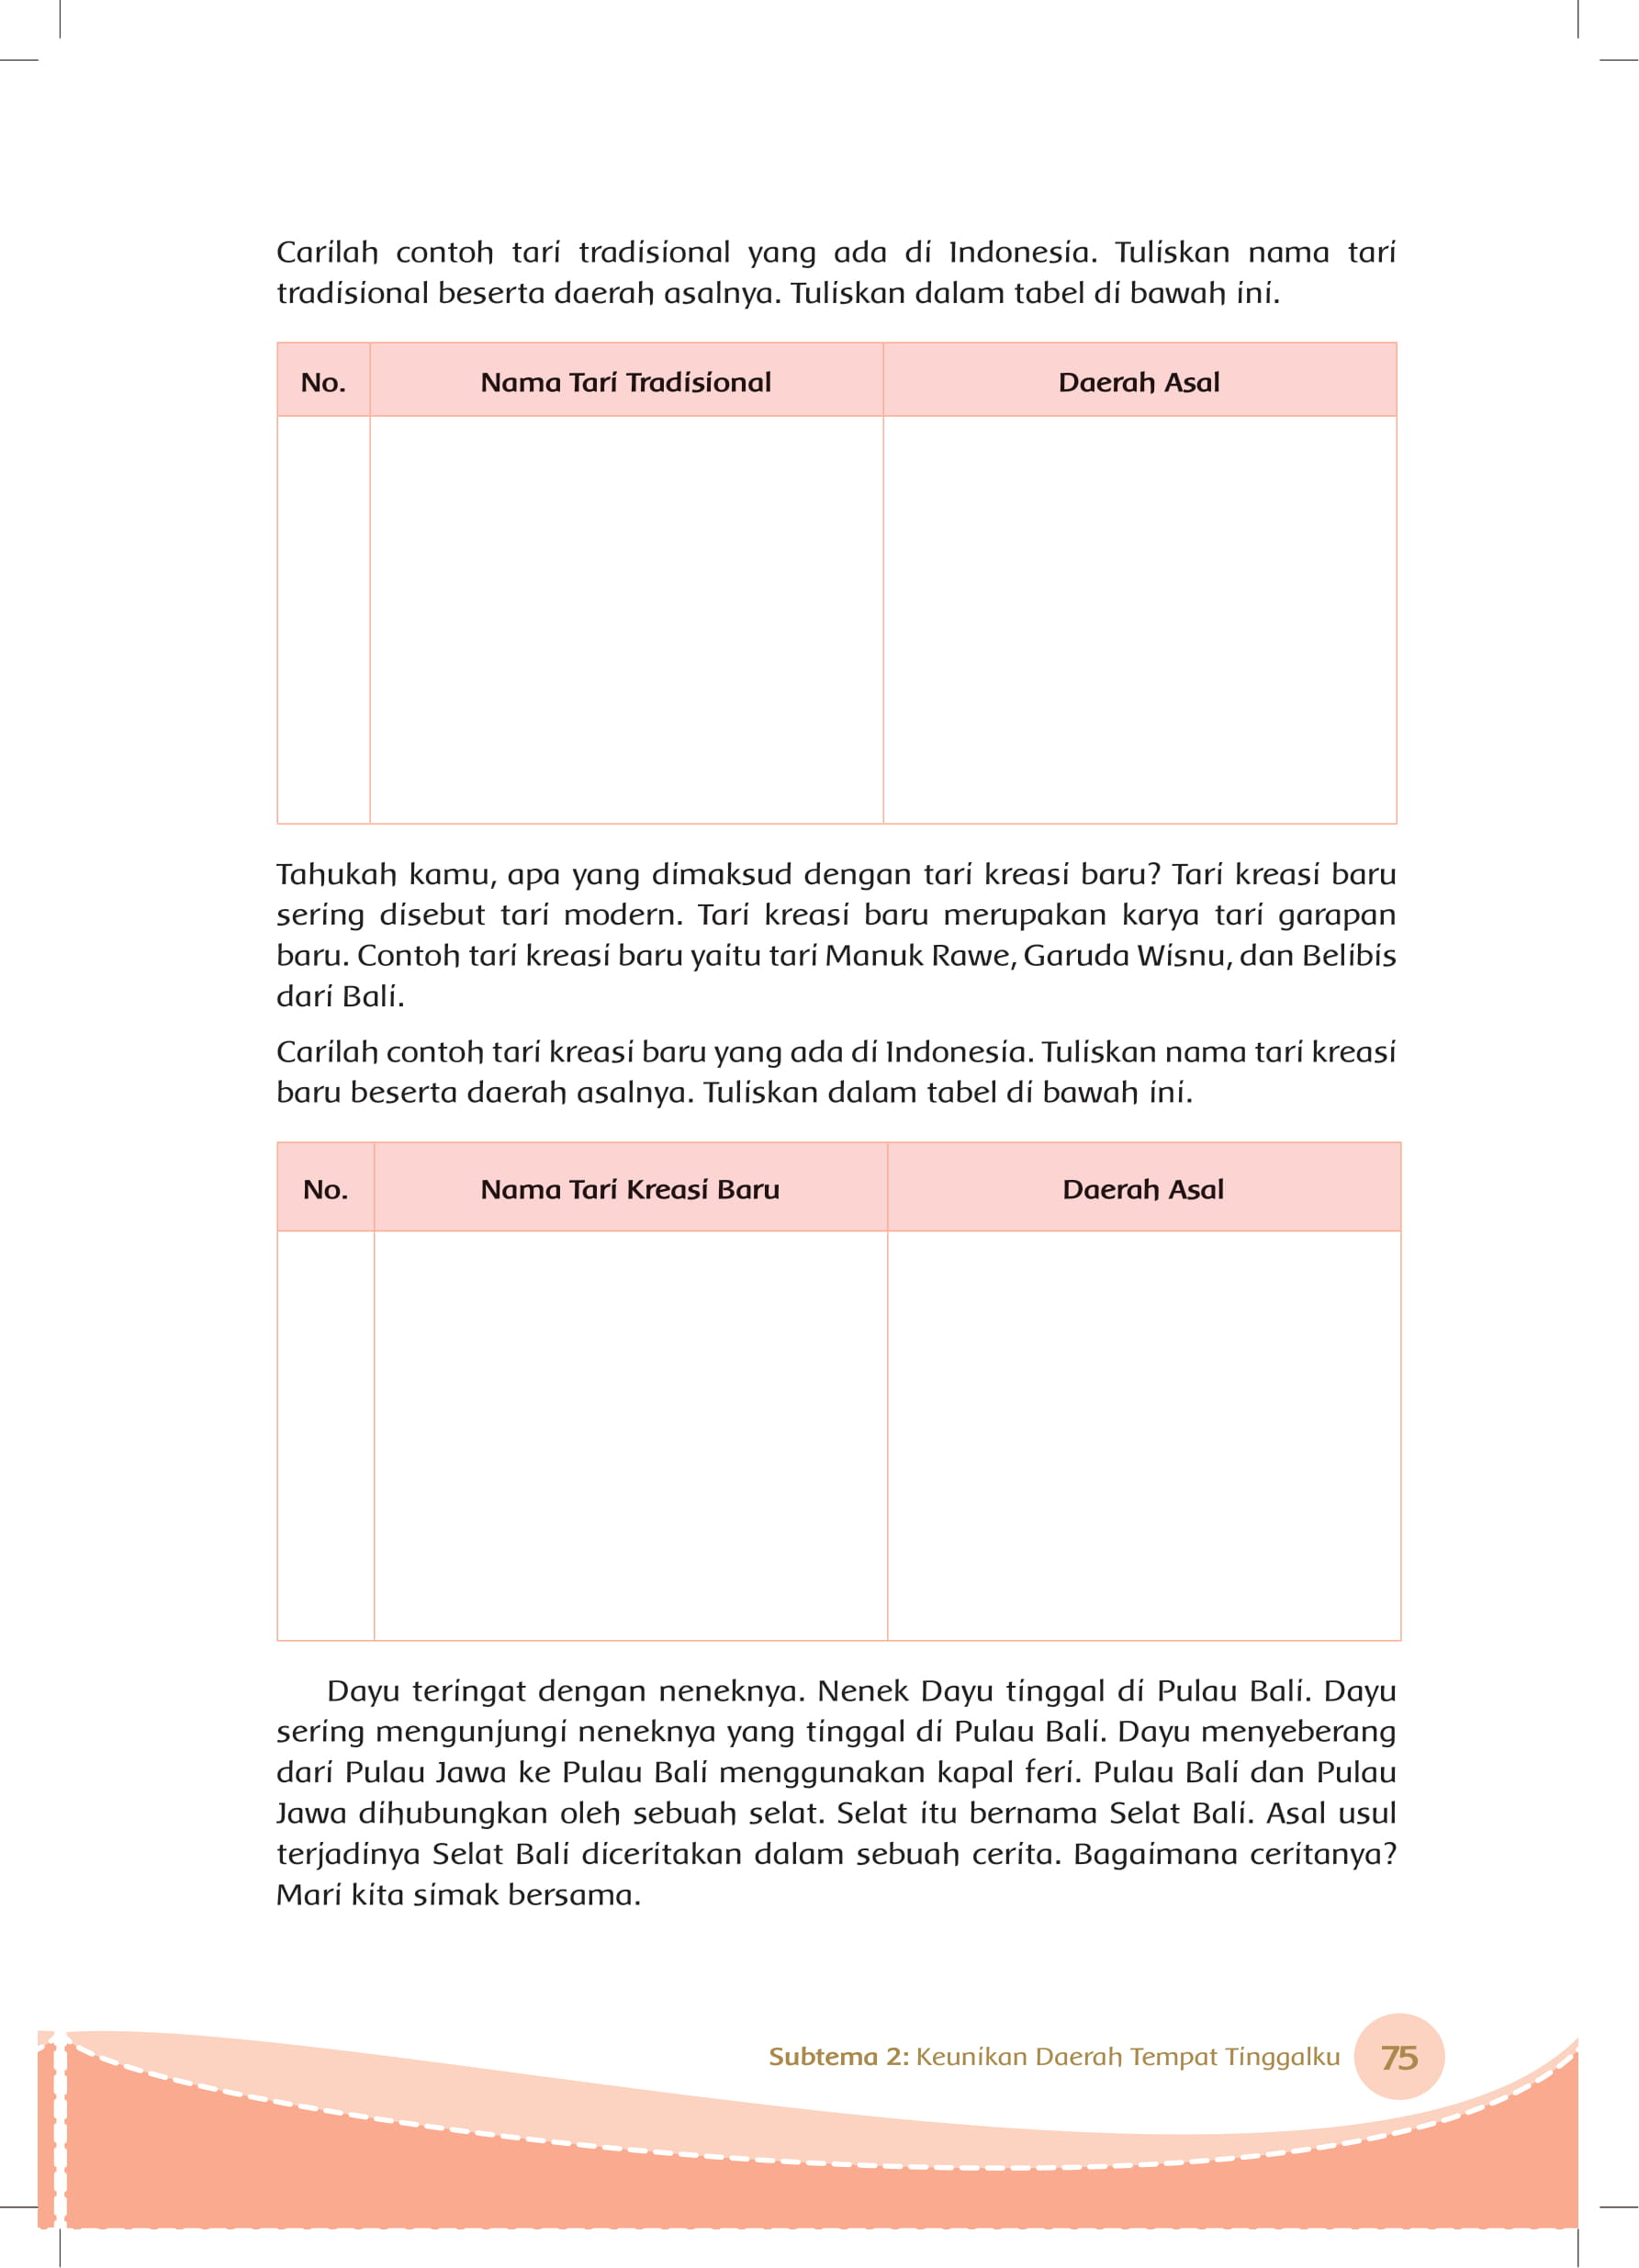 Carilah contoh tari tradisional yang ada di Indonesia. Tuliskan nama tari
tradisional beserta daerah asalnya. Tuliskan dalam tabel di bawah ini.
No. Nama Tari Tradisional Daerah Asal
Tahukah kamu, apa yang dimaksud dengan tari kreasi baru? Tari kreasi baru
sering disebut tari modern. Tari kreasi baru merupakan karya tari garapan
baru. Contoh tari kreasi baru yaitu tari Manuk Rawe, Garuda Wisnu, dan Belibis
dari Bali.
Carilah contoh tari kreasi baru yang ada di Indonesia. Tuliskan nama tari kreasi
baru beserta daerah asalnya. Tuliskan dalam tabel di bawah ini.
No. Nama Tari Kreasi Baru Daerah Asal
Dayu teringat dengan neneknya. Nenek Dayu tinggal di Pulau Bali. Dayu
sering mengunjungi neneknya yang tinggal di Pulau Bali. Dayu menyeberang
dari Pulau Jawa ke Pulau Bali menggunakan kapal feri. Pulau Bali dan Pulau
Jawa dihubungkan oleh sebuah selat. Selat itu bernama Selat Bali. Asal usul
terjadinya Selat Bali diceritakan dalam sebuah cerita. Bagaimana ceritanya?
Mari kita simak bersama.
Subtema 2: Keunikan Daerah Tempat Tinggalku 75